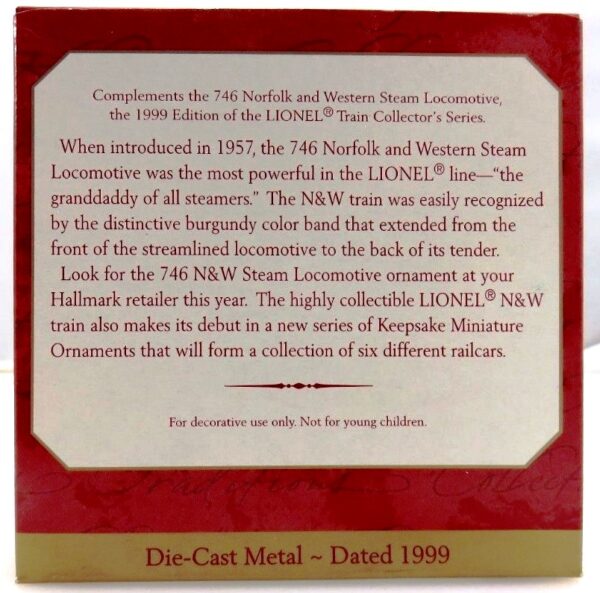 Complements the 746 Norfolk and Western Steam Locomotive,
the 1999 Edition of the LIONEL® Train Collector's Series.
When introduced in 1957, the 746 Norfolk and Western Steam
Locomotive was the most powerful in the LIONEL® line—"the
granddaddy of all steamers." The N&W train was easily recognized
by the distinctive burgundy color band that extended from the
front of the streamlined locomotive to the back of its tender.
Look for the 746 N&W Steam Locomotive ornament at your
Hallmark retailer this year. The highly collectible LIONEL® N&W
train also makes its debut in a new series of Keepsake Miniature
Ornaments that will form a collection of six different railcars.
For decorative use only. Not for young children.
Traditions Collect
Die-Cast Metal ~ Dated 1999